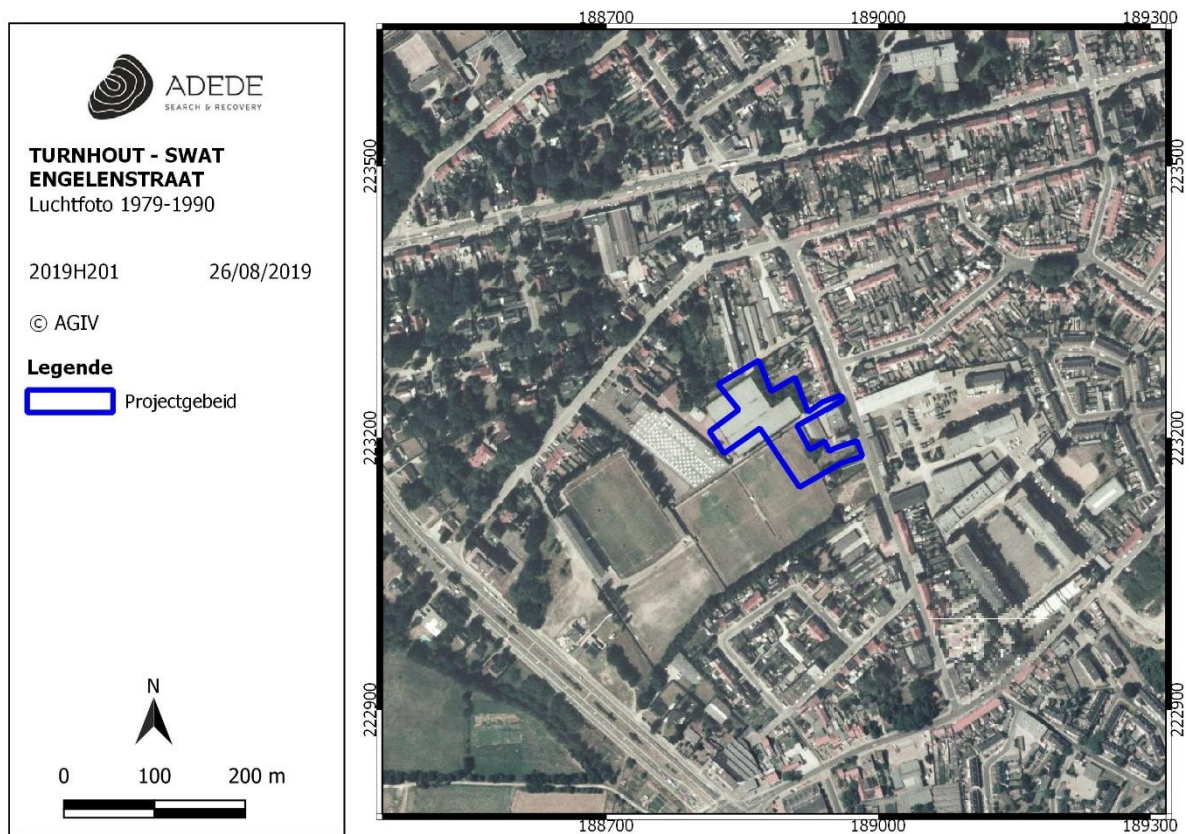 ADEDE
SEARCH & RECOVERY
TURNHOUT - SWAT
ENGELENSTRAAT
Luchtfoto 1979-1990
2019H201 26/08/2019
© AGIV
Legende
Projectgebeid
N
0 100 200 m
188700 189000 189300
223500 223500
223200 223200
222900 222900
188700 189000 189300